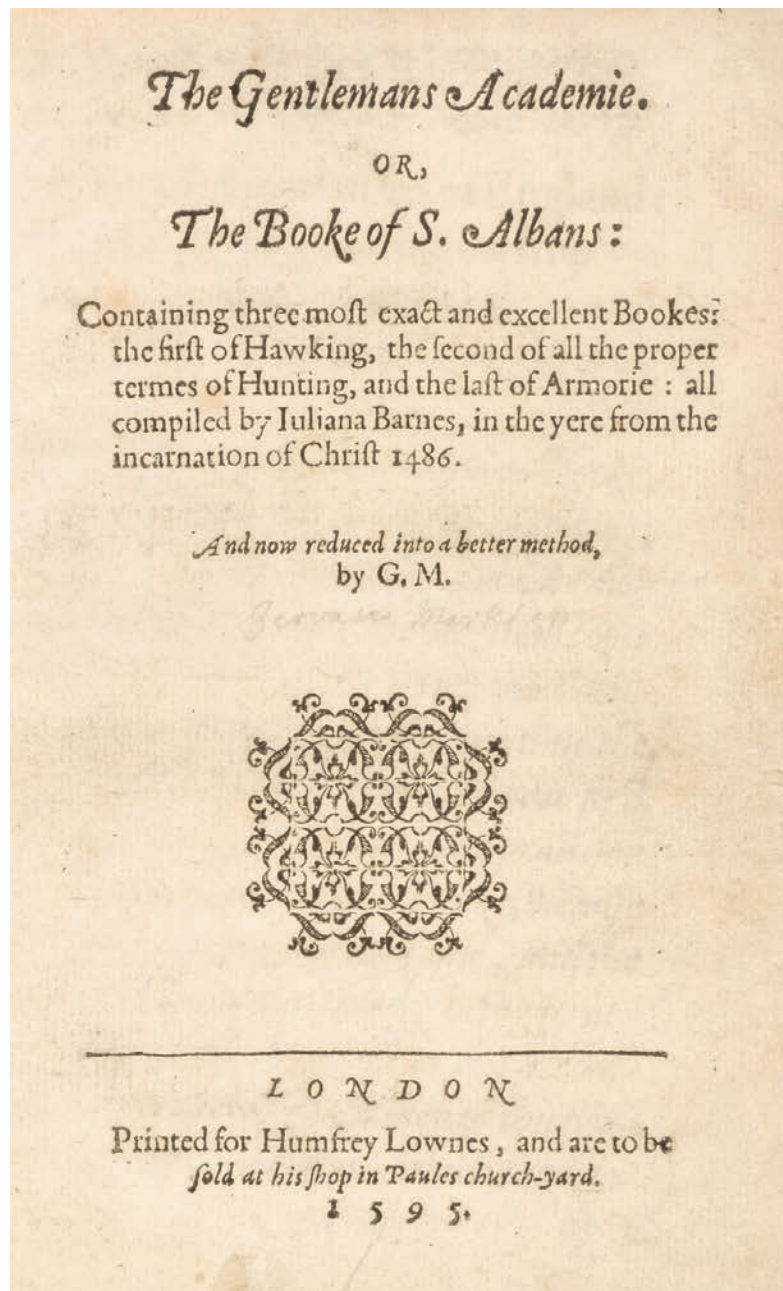 The Gentlemans Academie.
OR,
The Booke of S. Albans:
Containing three moſt exact and excellent Bookes:
the firſt of Hawking, the ſecond of all the proper
termes of Hunting, and the laſt of Armorie : all
compiled by Iuliana Barnes, in the yere from the
incarnation of Chriſt 1486.
And now reduced into a better method,
by G. M.
Gervase Markham
LONDON
Printed for Humfrey Lownes, and are to be
ſold at his ſhop in Paules church-yard.
1595.